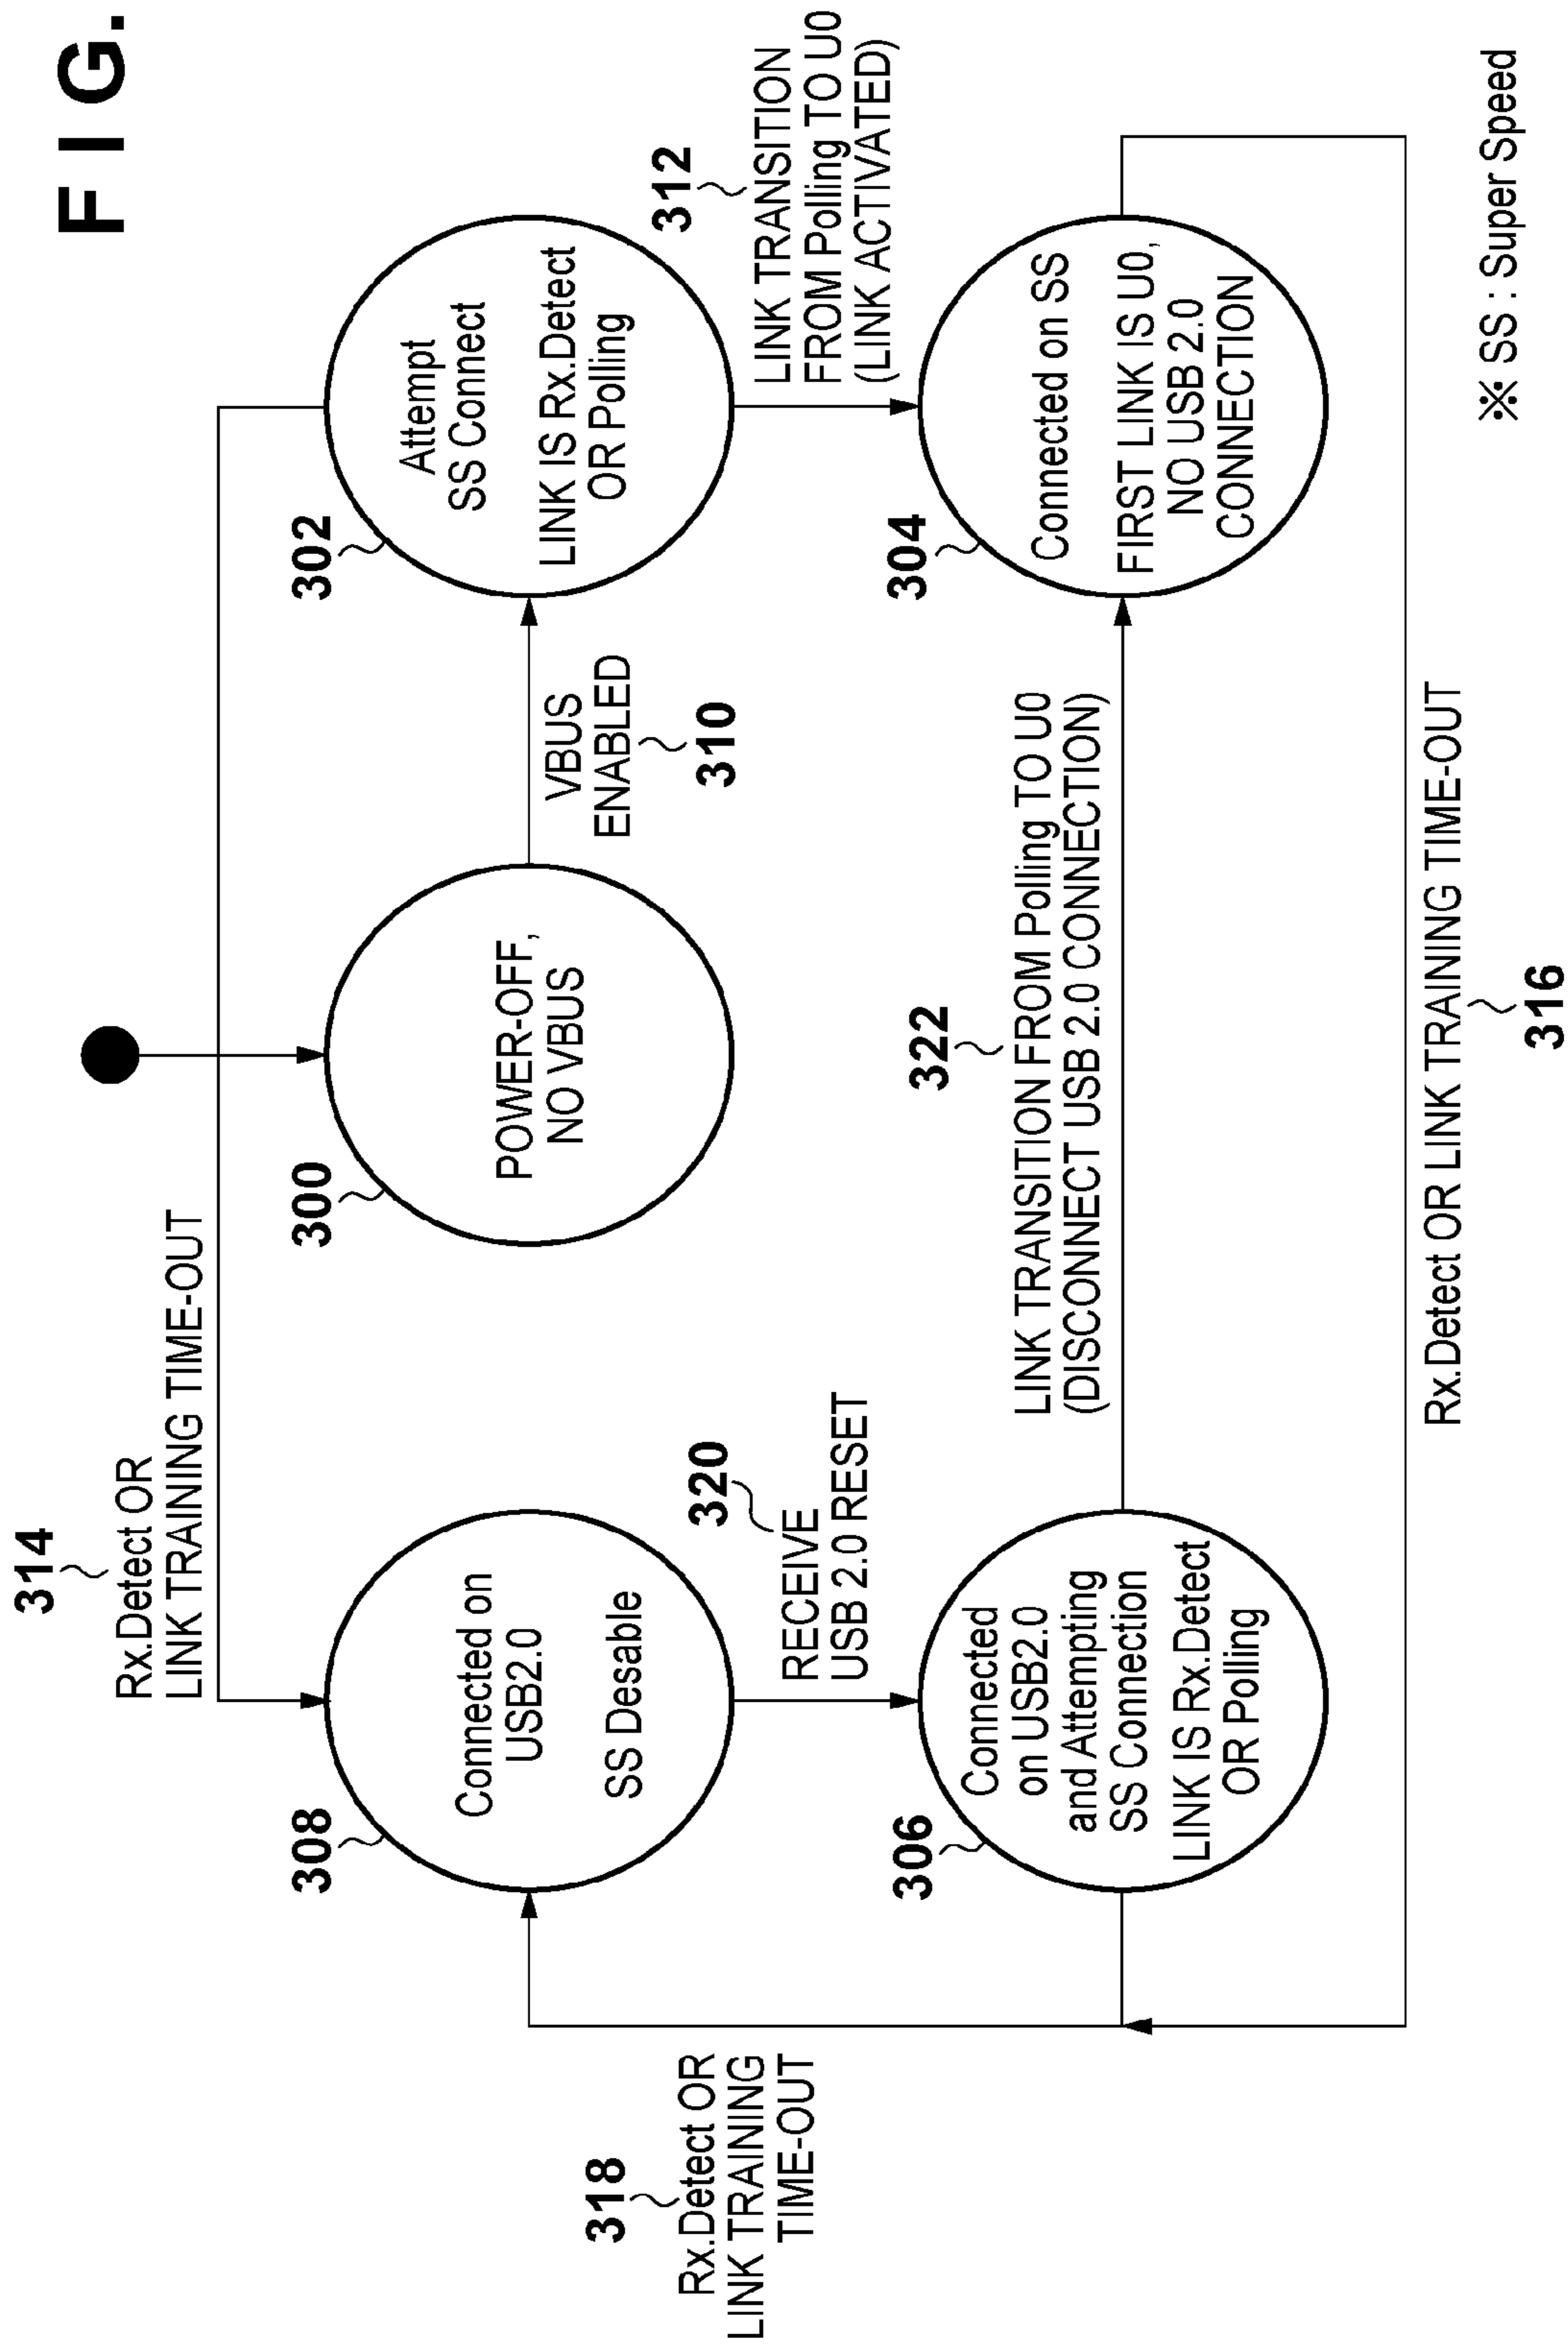 FIG.
314
Rx.Detect OR
LINK TRAINING TIME-OUT
308
Connected on
USB2.0
SS Desable
300
POWER-OFF,
NO VBUS
VBUS
ENABLED
310
302
Attempt
SS Connect
LINK IS Rx.Detect
OR Polling
318
Rx.Detect OR
LINK TRAINING
TIME-OUT
320
RECEIVE
USB 2.0 RESET
312
LINK TRANSITION
FROM Polling TO U0
(LINK ACTIVATED)
306
Connected
on USB2.0
and Attempting
SS Connection
LINK IS Rx.Detect
OR Polling
322
LINK TRANSITION FROM Polling TO U0
(DISCONNECT USB 2.0 CONNECTION)
304
Connected on SS
FIRST LINK IS U0,
NO USB 2.0
CONNECTION
Rx.Detect OR LINK TRAINING TIME-OUT
316
※ SS : Super Speed